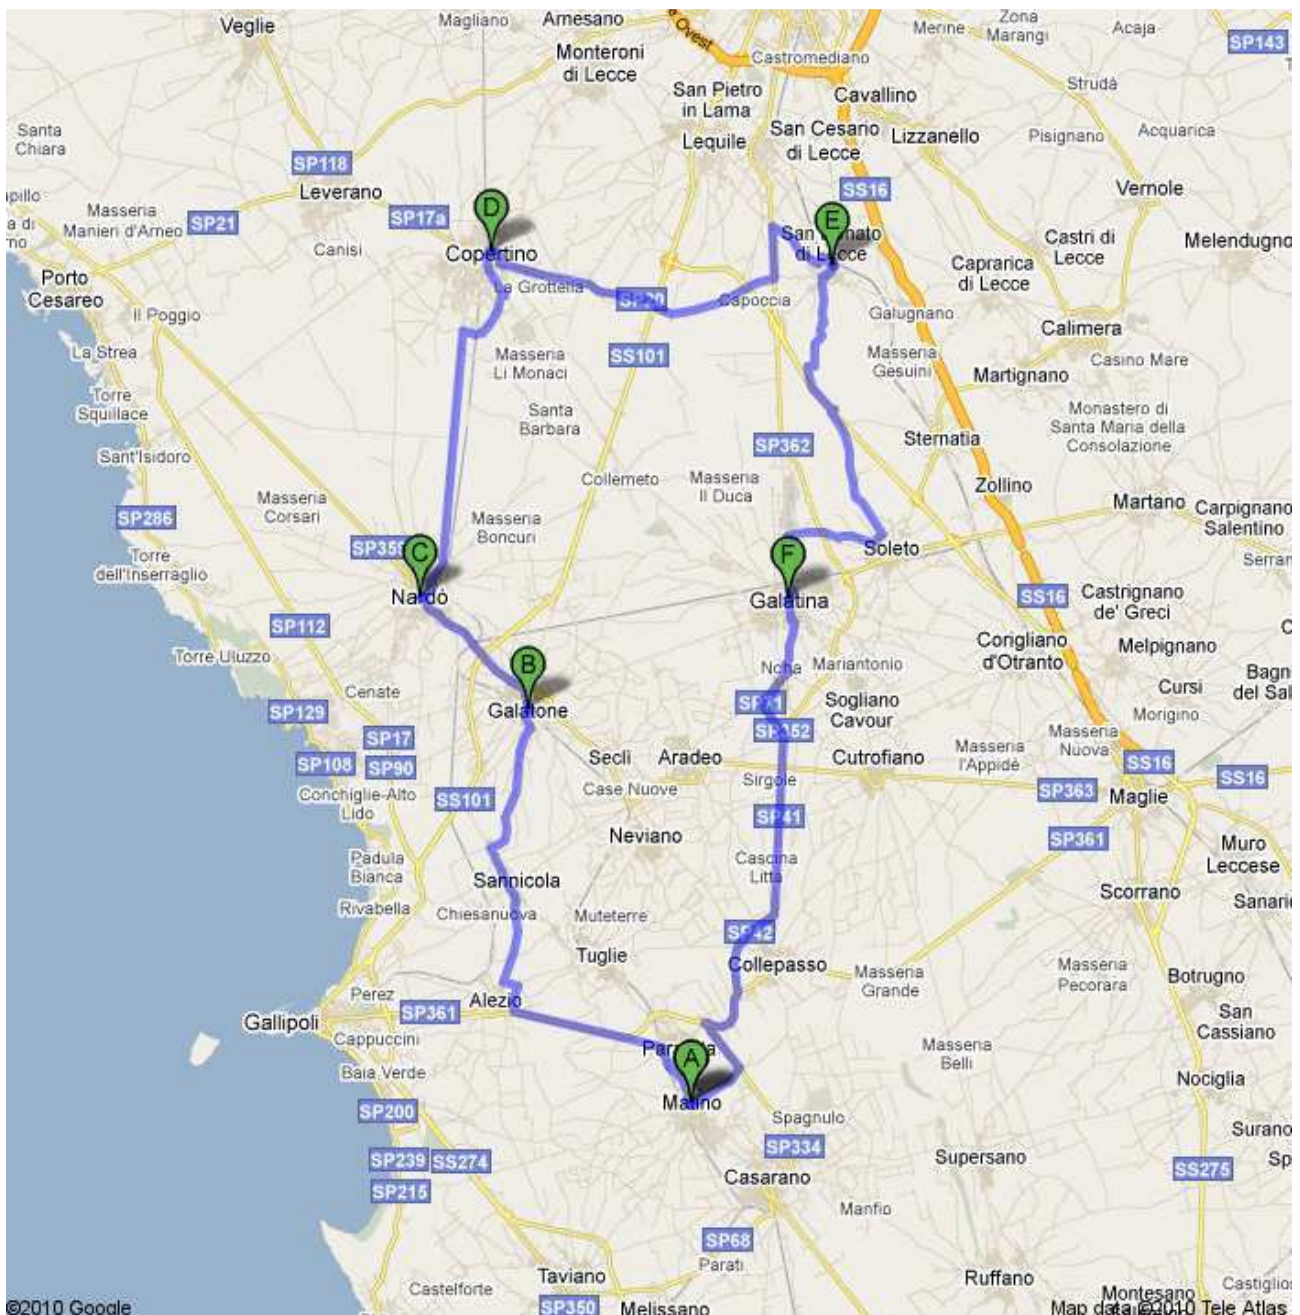 Veglie
Magliano
Arnesano
Monteroni
di Lecce
Ovest
Castromediano
Merine
Zona
Marangi
Acaja
SP143
Cavallino
Strudà
San Pietro
in Lama
Lequile
San Cesario
di Lecce
Lizzanello
Pisignano
Acquarica
Vernole
Santa
Chiara
SP118
Leverano
SP17a
SS16
Masseria
Manieri d'Arneo
SP21
Canisi
D
Copertino
E
di Lecce
Castri di
Lecce
Melendugno
Caprarica
di Lecce
Porto
Cesareo
Il Poggio
La Grottella
SP20
Capoccia
Galugnano
Calimera
La Strea
Masseria
Li Monaci
SS101
Masseria
Gesuini
Martignano
Casino Mare
Torre
Squillace
Santa
Barbara
Monastero di
Santa Maria della
Consolazione
Sant'Isidoro
SP362
Sternatia
Collemeto
Masseria
Il Duca
Zollino
Masseria
Corsari
Martano
Carpignano
Salentino
SP286
Masseria
Boncuri
Soleto
Torre
dell'Inserraglio
C
Nardò
F
Galatina
SS16
Castrignano
de' Greci
SP112
Corigliano
d'Otranto
Melpignano
Torre Uluzzo
B
Galatone
Noha
Mariantonio
Cenate
SP71
Sogliano
Cavour
Cursi
Morigino
SP129
SP17
SP352
Masseria
Nuova
SP108
SP90
Seclì
Aradeo
Cutrofiano
Masseria
l'Appidè
SS16
SS16
Conchiglie-Alto
Lido
SS101
Case Nuove
Sirgole
SP363
Maglie
SP41
Neviano
SP361
Muro
Leccese
Padula
Bianca
Cascina
Litta
Sannicola
Scorrano
Rivabella
Chiesanuova
Muteterre
SP42
Tuglie
Collepasso
Masseria
Grande
Masseria
Pecorara
Botrugno
Perez
Alezio
SP361
Gallipoli
San
Cassiano
Cappuccini
Baia Verde
A
Masseria
Belli
Nociglia
SP200
Spagnulo
SP334
Surano
SP239
SS274
Supersano
SS275
SP215
Casarano
Manfio
SP68
Parati
Castelforte
Taviano
Ruffano
SP350
Melissano
Montesano
©2010 Google
Map data ©2010 Tele Atlas